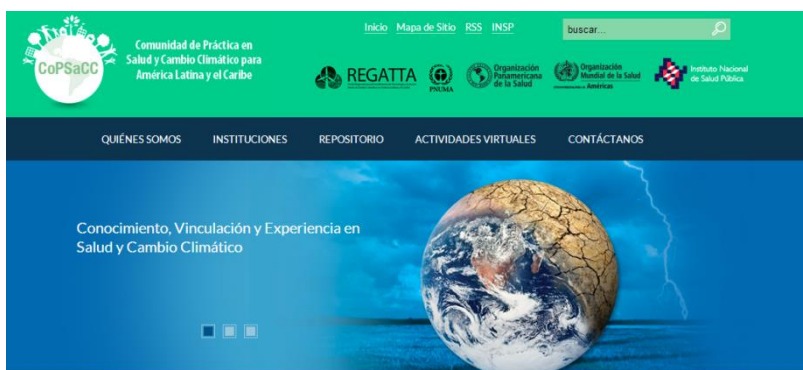 Inicio Mapa de Sitio RSS INSP
buscar...
CoPSaCC
Comunidad de Práctica en
Salud y Cambio Climático para
América Latina y el Caribe
REGATTA
PNUMA
Organización
Panamericana
de la Salud
Organización
Mundial de la Salud
Américas
Instituto Nacional
de Salud Pública
QUIÉNES SOMOS INSTITUCIONES REPOSITORIO ACTIVIDADES VIRTUALES CONTÁCTANOS
Conocimiento, Vinculación y Experiencia en
Salud y Cambio Climático